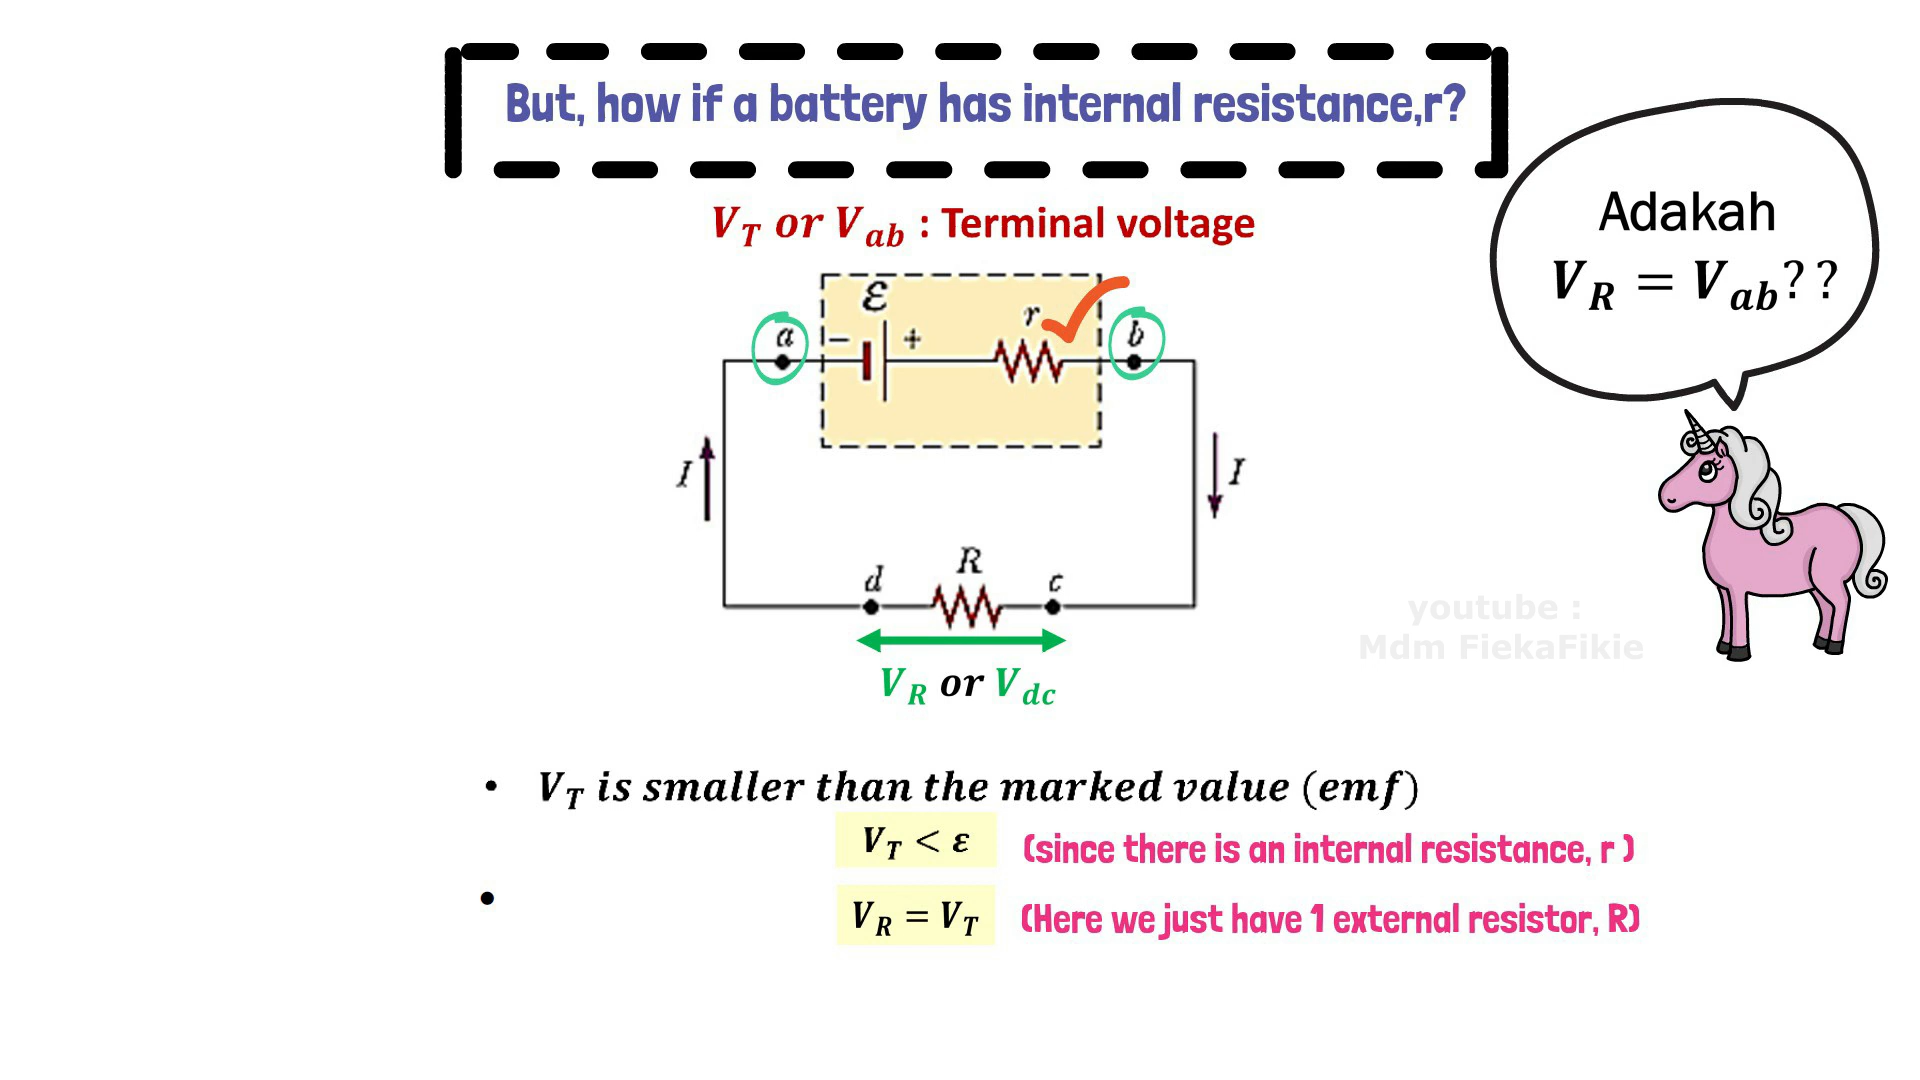 But, how if a battery has internal resistance,r?
V_T or V_ab : Terminal voltage
Adakah
V_R = V_ab??
ε
r
a
− +
b
I
I
R
d
c
V_R or V_dc
youtube :
Mdm FiekaFikie
• V_T is smaller than the marked value (emf)
V_T < ε (since there is an internal resistance, r )
• V_R = V_T (Here we just have 1 external resistor, R)